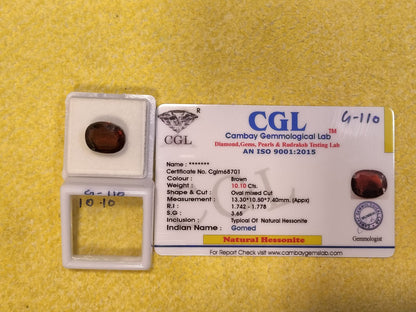 R
CGL
CGL TM
Cambay Gemmological Lab
Diamond,Gems, Pearls & Rudraksh Testing Lab
AN ISO 9001:2015
G-110
Name : *******
Certificate No. Cglm68701
Colour : Brown
Weight : 10.10 Cts.
Shape & Cut : Oval mixed Cut
Measurement : 13.30*10.50*7.40mm. (Appx)
R.I : 1.742 - 1.778
S.G : 3.65
Inclusion : Typical Of Natural Hessonite
Indian Name : Gomed
Natural Hessonite
Gemmologist
For Report Check visit www.cambaygemslab.com
CGL
G-110
10.10